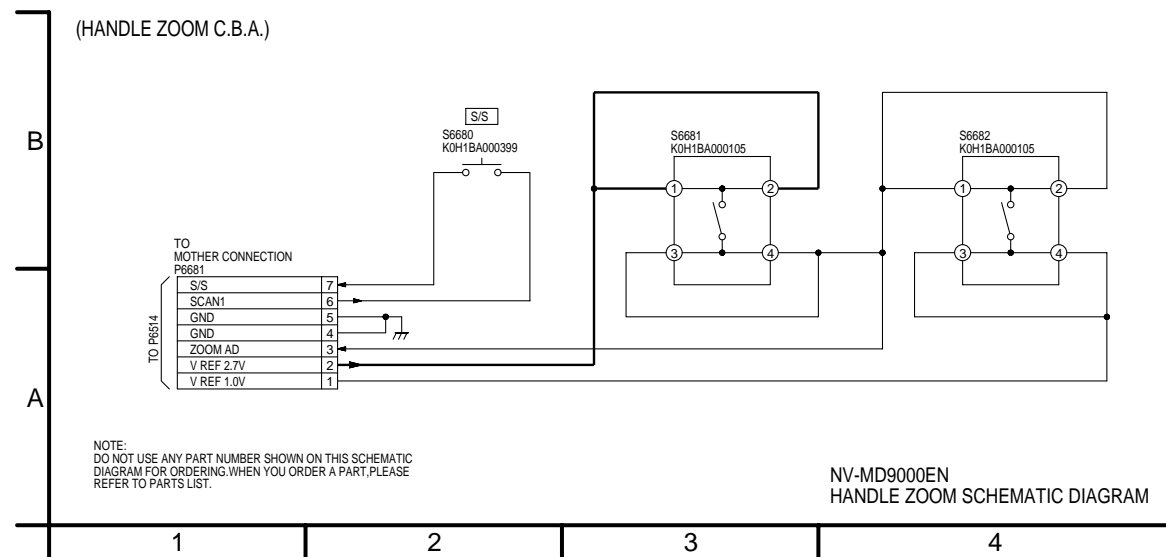 (HANDLE ZOOM C.B.A.)
B
S/S
S6680
K0H1BA000399
S6681
K0H1BA000105
1
2
3
4
S6682
K0H1BA000105
1
2
3
4
TO
MOTHER CONNECTION
P6681
TO P6514
S/S 7
SCAN1 6
GND 5
GND 4
ZOOM AD 3
V REF 2.7V 2
V REF 1.0V 1
A
NOTE:
DO NOT USE ANY PART NUMBER SHOWN ON THIS SCHEMATIC
DIAGRAM FOR ORDERING.WHEN YOU ORDER A PART,PLEASE
REFER TO PARTS LIST.
NV-MD9000EN
HANDLE ZOOM SCHEMATIC DIAGRAM
1 2 3 4